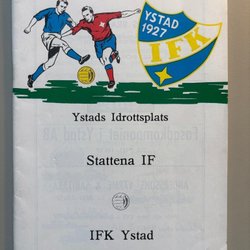 YSTAD
1927
IFK
Ystads Idrottsplats
Stattena IF
IFK Ystad